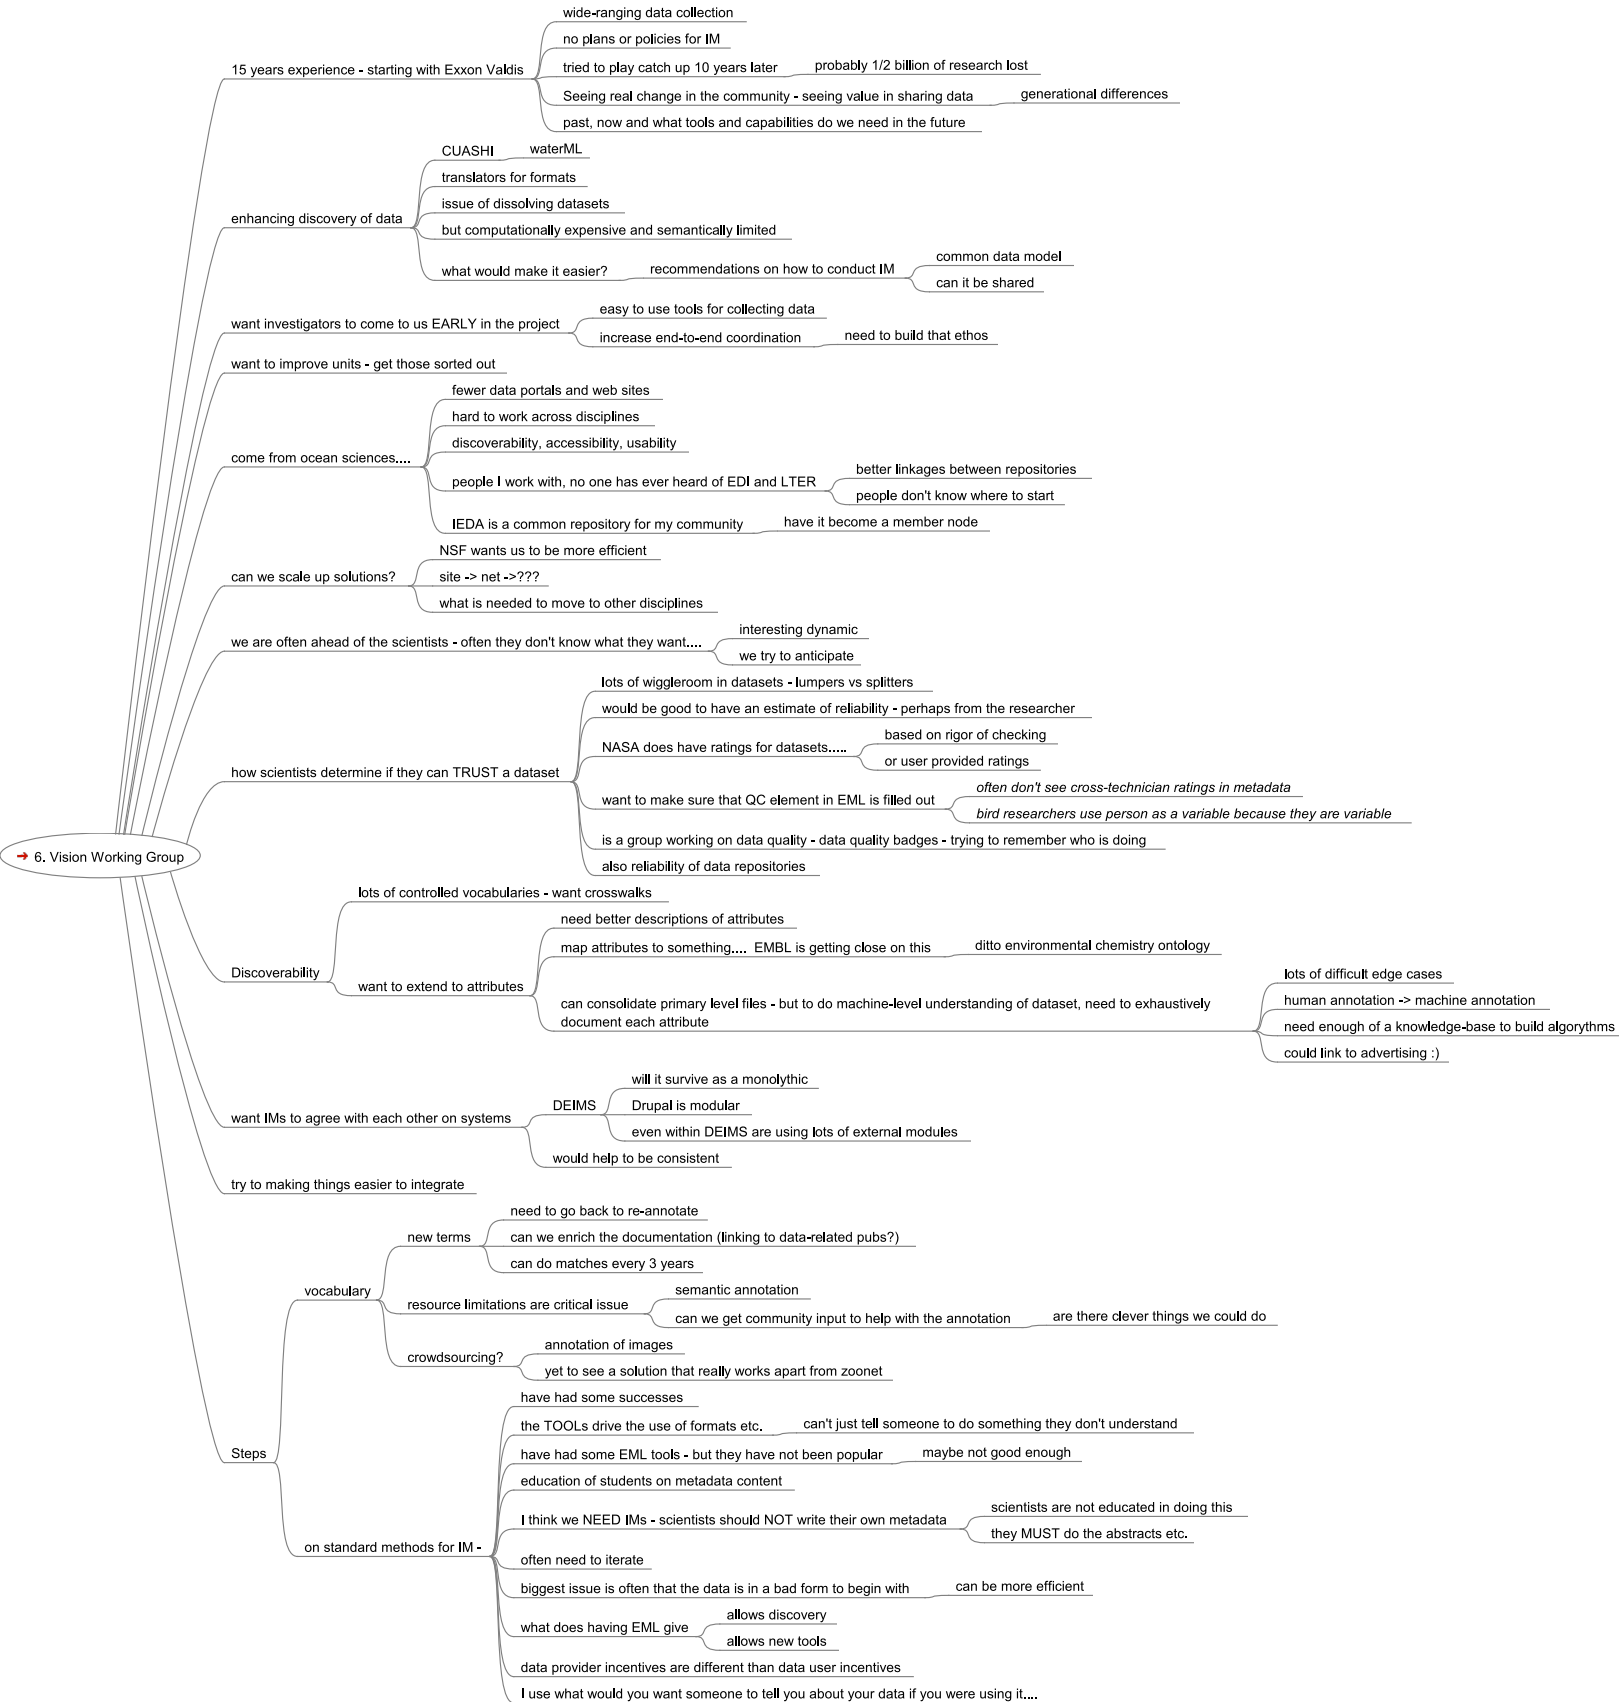 wide-ranging data collection
no plans or policies for IM
15 years experience - starting with Exxon Valdis
tried to play catch up 10 years later
probably 1/2 billion of research lost
Seeing real change in the community - seeing value in sharing data
generational differences
past, now and what tools and capabilities do we need in the future
CUASHI
waterML
translators for formats
issue of dissolving datasets
enhancing discovery of data
but computationally expensive and semantically limited
what would make it easier?
recommendations on how to conduct IM
common data model
can it be shared
want investigators to come to us EARLY in the project
easy to use tools for collecting data
increase end-to-end coordination
need to build that ethos
want to improve units - get those sorted out
come from ocean sciences....
fewer data portals and web sites
hard to work across disciplines
discoverability, accessibility, usability
people I work with, no one has ever heard of EDI and LTER
better linkages between repositories
people don't know where to start
IEDA is a common repository for my community
have it become a member node
can we scale up solutions?
NSF wants us to be more efficient
site -> net ->???
what is needed to move to other disciplines
we are often ahead of the scientists - often they don't know what they want....
interesting dynamic
we try to anticipate
how scientists determine if they can TRUST a dataset
lots of wiggleroom in datasets - lumpers vs splitters
would be good to have an estimate of reliability - perhaps from the researcher
NASA does have ratings for datasets.....
based on rigor of checking
or user provided ratings
want to make sure that QC element in EML is filled out
often don't see cross-technician ratings in metadata
bird researchers use person as a variable because they are variable
is a group working on data quality - data quality badges - trying to remember who is doing
also reliability of data repositories
➔ 6. Vision Working Group
Discoverability
lots of controlled vocabularies - want crosswalks
want to extend to attributes
need better descriptions of attributes
map attributes to something.... EMBL is getting close on this
ditto environmental chemistry ontology
can consolidate primary level files - but to do machine-level understanding of dataset, need to exhaustively
document each attribute
lots of difficult edge cases
human annotation -> machine annotation
need enough of a knowledge-base to build algorythms
could link to advertising :)
want IMs to agree with each other on systems
DEIMS
will it survive as a monolythic
Drupal is modular
even within DEIMS are using lots of external modules
would help to be consistent
try to making things easier to integrate
Steps
vocabulary
new terms
need to go back to re-annotate
can we enrich the documentation (linking to data-related pubs?)
can do matches every 3 years
resource limitations are critical issue
semantic annotation
can we get community input to help with the annotation
are there clever things we could do
crowdsourcing?
annotation of images
yet to see a solution that really works apart from zoonet
on standard methods for IM -
have had some successes
the TOOLs drive the use of formats etc.
can't just tell someone to do something they don't understand
have had some EML tools - but they have not been popular
maybe not good enough
education of students on metadata content
I think we NEED IMs - scientists should NOT write their own metadata
scientists are not educated in doing this
they MUST do the abstracts etc.
often need to iterate
biggest issue is often that the data is in a bad form to begin with
can be more efficient
what does having EML give
allows discovery
allows new tools
data provider incentives are different than data user incentives
I use what would you want someone to tell you about your data if you were using it....